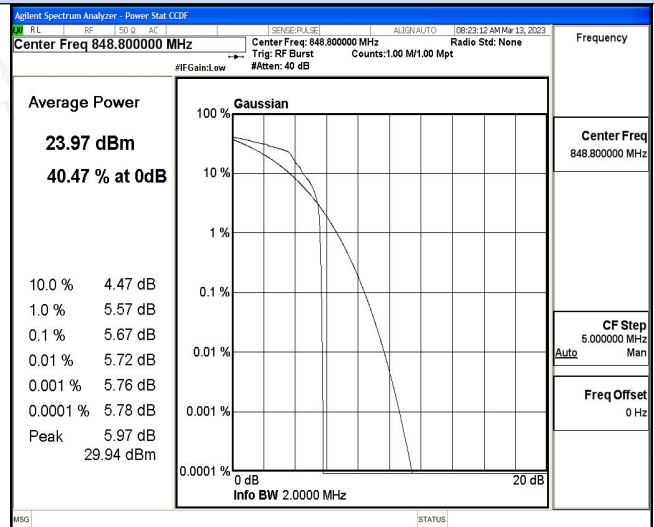 Agilent Spectrum Analyzer - Power Stat CCDF
LXI RL RF 50 Ω AC SENSE:PULSE ALIGN AUTO 08:23:12 AM Mar 13, 2023
Center Freq 848.800000 MHz
Center Freq: 848.800000 MHz Radio Std: None
Trig: RF Burst Counts:1.00 M/1.00 Mpt
#IFGain:Low #Atten: 40 dB
Frequency
Average Power
23.97 dBm
40.47 % at 0dB
10.0 % 4.47 dB
1.0 % 5.57 dB
0.1 % 5.67 dB
0.01 % 5.72 dB
0.001 % 5.76 dB
0.0001 % 5.78 dB
Peak 5.97 dB
29.94 dBm
Gaussian
100 %
10 %
1 %
0.1 %
0.01 %
0.001 %
0.0001 %
0 dB 20 dB
Info BW 2.0000 MHz
Center Freq
848.800000 MHz
CF Step
5.000000 MHz
Auto Man
Freq Offset
0 Hz
MSG STATUS